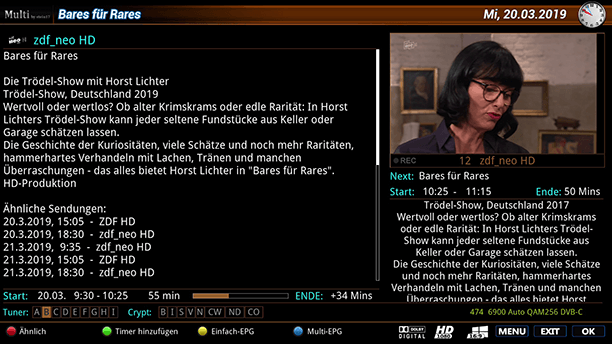 Multi
Bares für Rares
Mi, 20.03.2019
zdf_neo HD
Bares für Rares
Die Trödel-Show mit Horst Lichter
Trödel-Show, Deutschland 2019
Wertvoll oder wertlos? Ob alter Krimskrams oder edle Rarität: In Horst
Lichters Trödel-Show kann jeder seltene Fundstücke aus Keller oder
Garage schätzen lassen.
Die Geschichte der Kuriositäten, viele Schätze und noch mehr Raritäten,
hammerhartes Verhandeln mit Lachen, Tränen und manchen
Überraschungen - das alles bietet Horst Lichter in "Bares für Rares".
HD-Produktion
Ähnliche Sendungen:
20.3.2019, 15:05 - ZDF HD
20.3.2019, 18:30 - zdf_neo HD
21.3.2019, 9:35 - zdf_neo HD
21.3.2019, 15:05 - ZDF HD
21.3.2019, 18:30 - zdf_neo HD
Start: 20.03. 9:30 - 10:25 55 min ENDE: +34 Mins
Tuner: A B C D E F G H I Crypt: B I S V N CW ND CO
REC 12 zdf_neo HD
Next: Bares für Rares
Start: 10:25 - 11:15 Ende: 50 Mins
Trödel-Show, Deutschland 2017
Wertvoll oder wertlos? Ob alter Krimskrams
oder edle Rarität: In Horst Lichters Trödel-
Show kann jeder seltene Fundstücke aus
Keller oder Garage schätzen lassen.
Die Geschichte der Kuriositäten, viele Schätze
und noch mehr Raritäten, hammerhartes
Verhandeln mit Lachen, Tränen und manchen
Überraschungen - das alles bietet Horst
474 6900 Auto QAM256 DVB-C
Ähnlich
Timer hinzufügen
Einfach-EPG
Multi-EPG
DOLBY DIGITAL
HD 1080
16:9
MENU
EXIT
OK